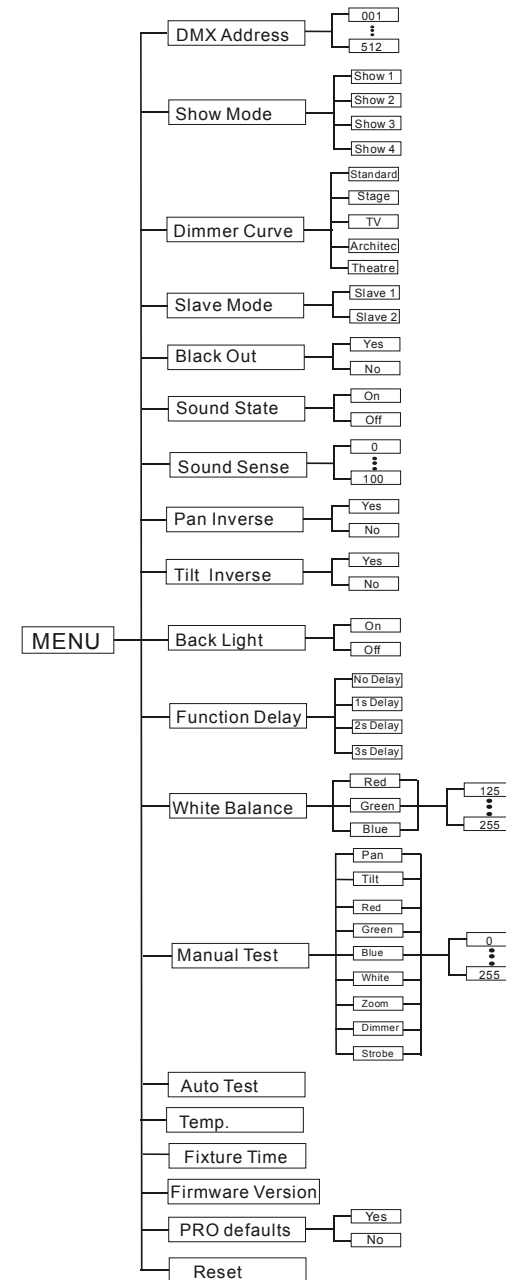 MENU
DMX Address
001
512
Show Mode
Show 1
Show 2
Show 3
Show 4
Dimmer Curve
Standard
Stage
TV
Architec
Theatre
Slave Mode
Slave 1
Slave 2
Black Out
Yes
No
Sound State
On
Off
Sound Sense
0
100
Pan Inverse
Yes
No
Tilt Inverse
Yes
No
Back Light
On
Off
Function Delay
No Delay
1s Delay
2s Delay
3s Delay
White Balance
Red
Green
Blue
125
255
Manual Test
Pan
Tilt
Red
Green
Blue
White
Zoom
Dimmer
Strobe
0
255
Auto Test
Temp.
Fixture Time
Firmware Version
PRO defaults
Yes
No
Reset